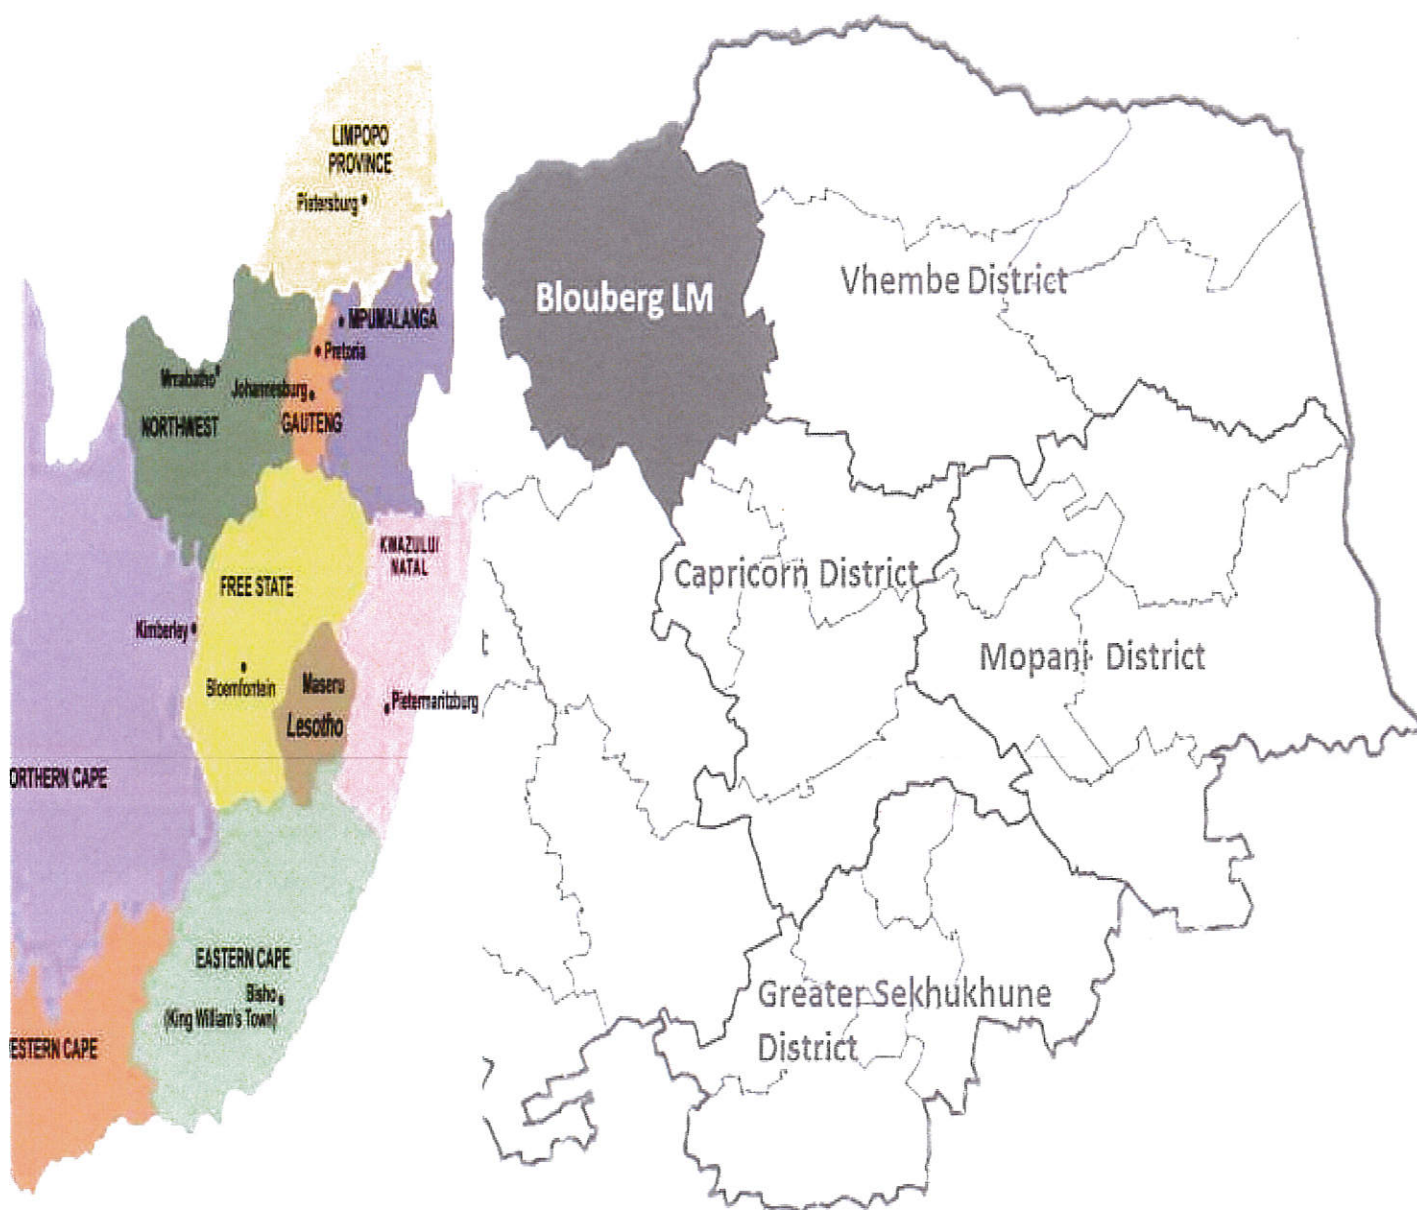 LIMPOPO
PROVINCE
Pietersburg
MPUMALANGA
Pretoria
Mmabatho
Johannesburg
NORTHWEST
GAUTENG
KWAZULUI
NATAL
FREE STATE
Kimberley
Bloemfontein
Maseru
Lesotho
Pietermaritzburg
ORTHERN CAPE
EASTERN CAPE
Bisho
(King William's Town)
ESTERN CAPE
Blouberg LM
Vhembe District
Capricorn District
t
Mopani District
Greater Sekhukhune
District